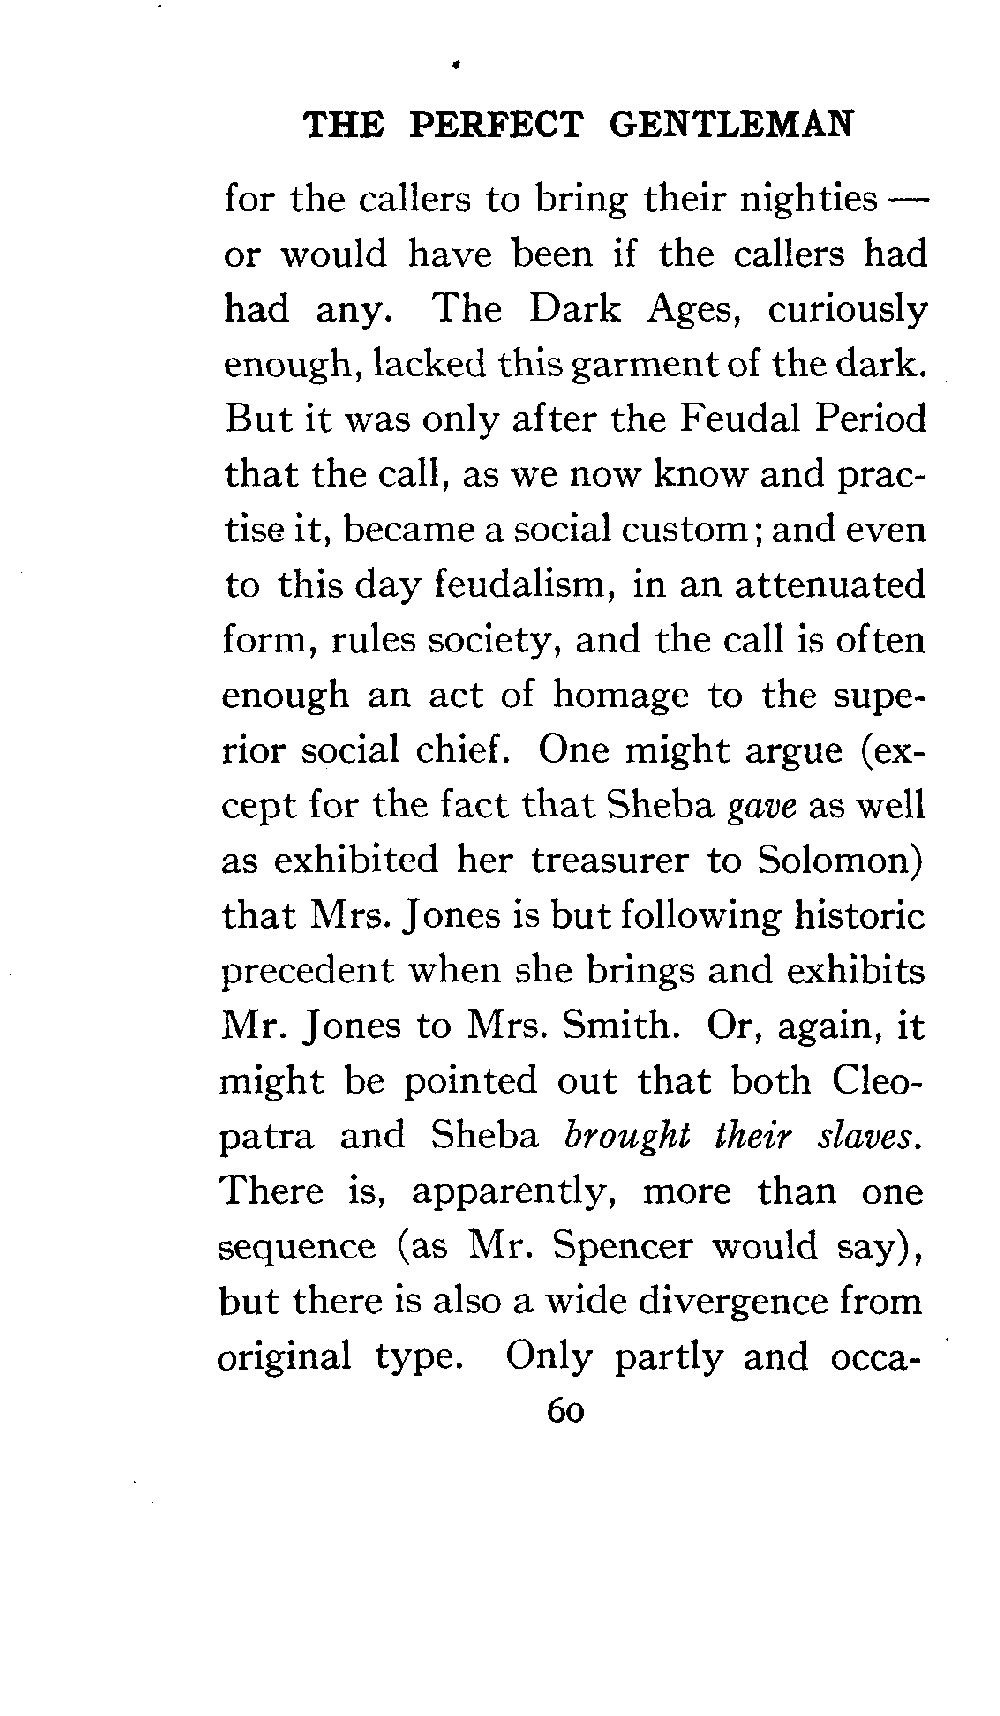 THE PERFECT GENTLEMAN
for the callers to bring their nighties —
or would have been if the callers had
had any. The Dark Ages, curiously
enough, lacked this garment of the dark.
But it was only after the Feudal Period
that the call, as we now know and prac-
tise it, became a social custom; and even
to this day feudalism, in an attenuated
form, rules society, and the call is often
enough an act of homage to the supe-
rior social chief. One might argue (ex-
cept for the fact that Sheba gave as well
as exhibited her treasurer to Solomon)
that Mrs. Jones is but following historic
precedent when she brings and exhibits
Mr. Jones to Mrs. Smith. Or, again, it
might be pointed out that both Cleo-
patra and Sheba brought their slaves.
There is, apparently, more than one
sequence (as Mr. Spencer would say),
but there is also a wide divergence from
original type. Only partly and occa-
60